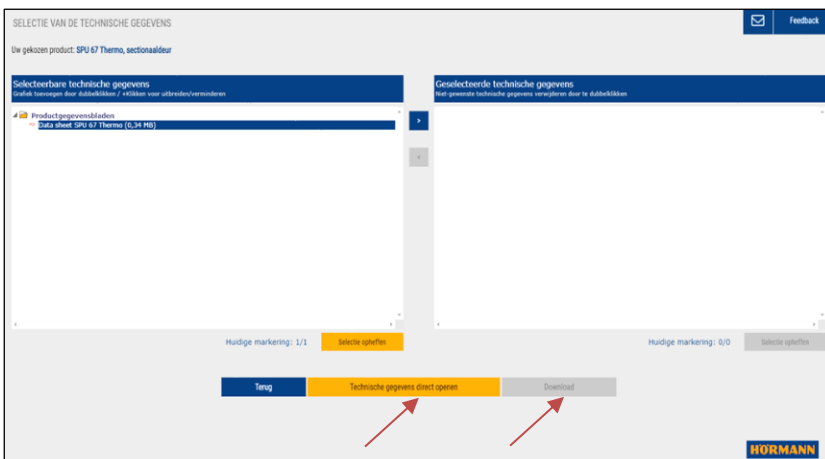 SELECTIE VAN DE TECHNISCHE GEGEVENS
Feedback
Uw gekozen product: SPU 67 Thermo, sectionaaldeur
Selecteerbare technische gegevens
Grafiek toevoegen door dubbelklikken / +Klikken voor uitbreiden/verminderen
Geselecteerde technische gegevens
Niet-gewenste technische gegevens verwijderen door te dubbelklikken
Productgegevensbladen
Data sheet SPU 67 Thermo (0,34 MB)
Huidige markering: 1/1
Selectie opheffen
Huidige markering: 0/0
Selectie opheffen
Terug
Technische gegevens direct openen
Download
HÖRMANN